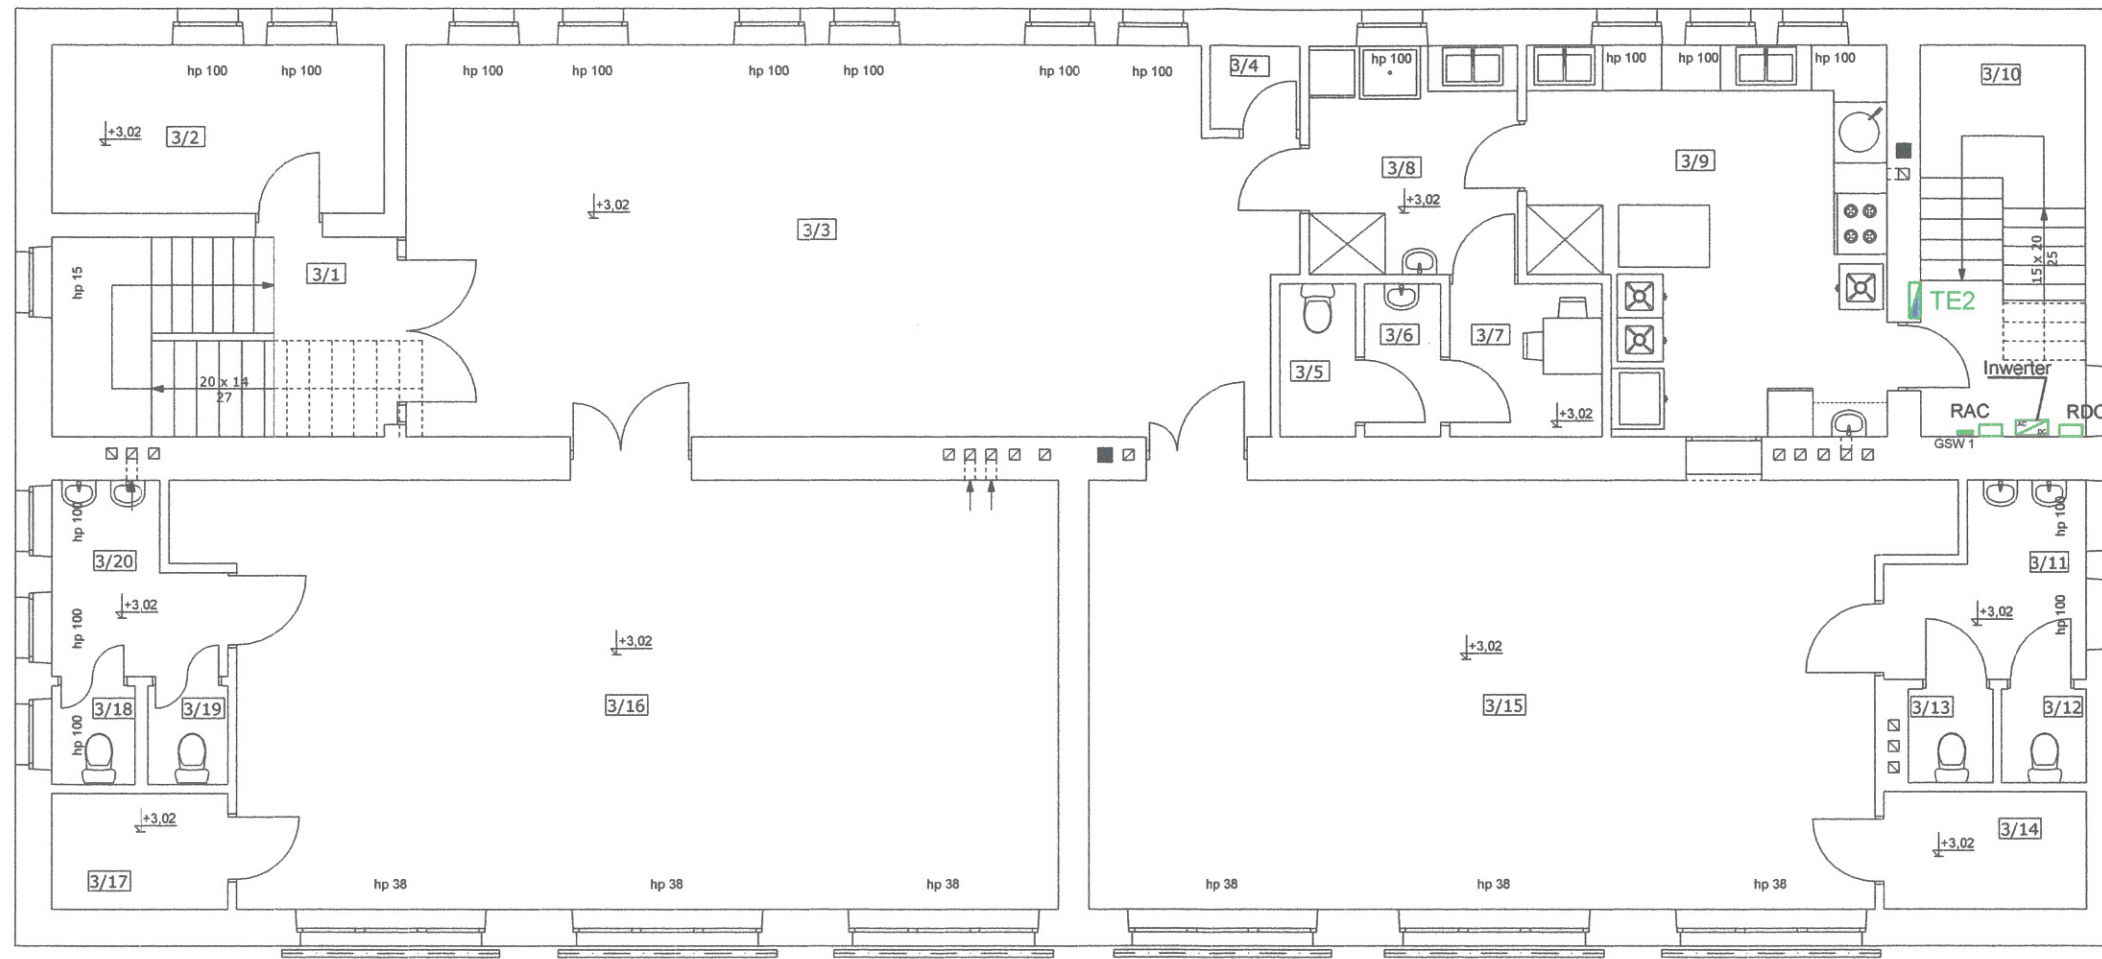 hp 100 hp 100 hp 100 hp 100 hp 100 hp 100 hp 100 hp 100 hp 100 hp 100 hp 100 hp 100
3/4
3/10
+3,02
3/2
3/8
3/9
+3,02
+3,02
3/3
3/1
hp 15
15 x 20
25
TE2
3/6
3/7
3/5
Inwerter
20 x 14
27
+3,02
RAC
RDC
GSW 1
AC
DC
hp 100
hp 100
3/20
3/11
+3,02
+3,02
hp 100
hp 100
+3,02
+3,02
3/18
3/19
3/16
3/15
3/13
3/12
hp 100
+3,02
3/14
+3,02
3/17
hp 38 hp 38 hp 38 hp 38 hp 38 hp 38